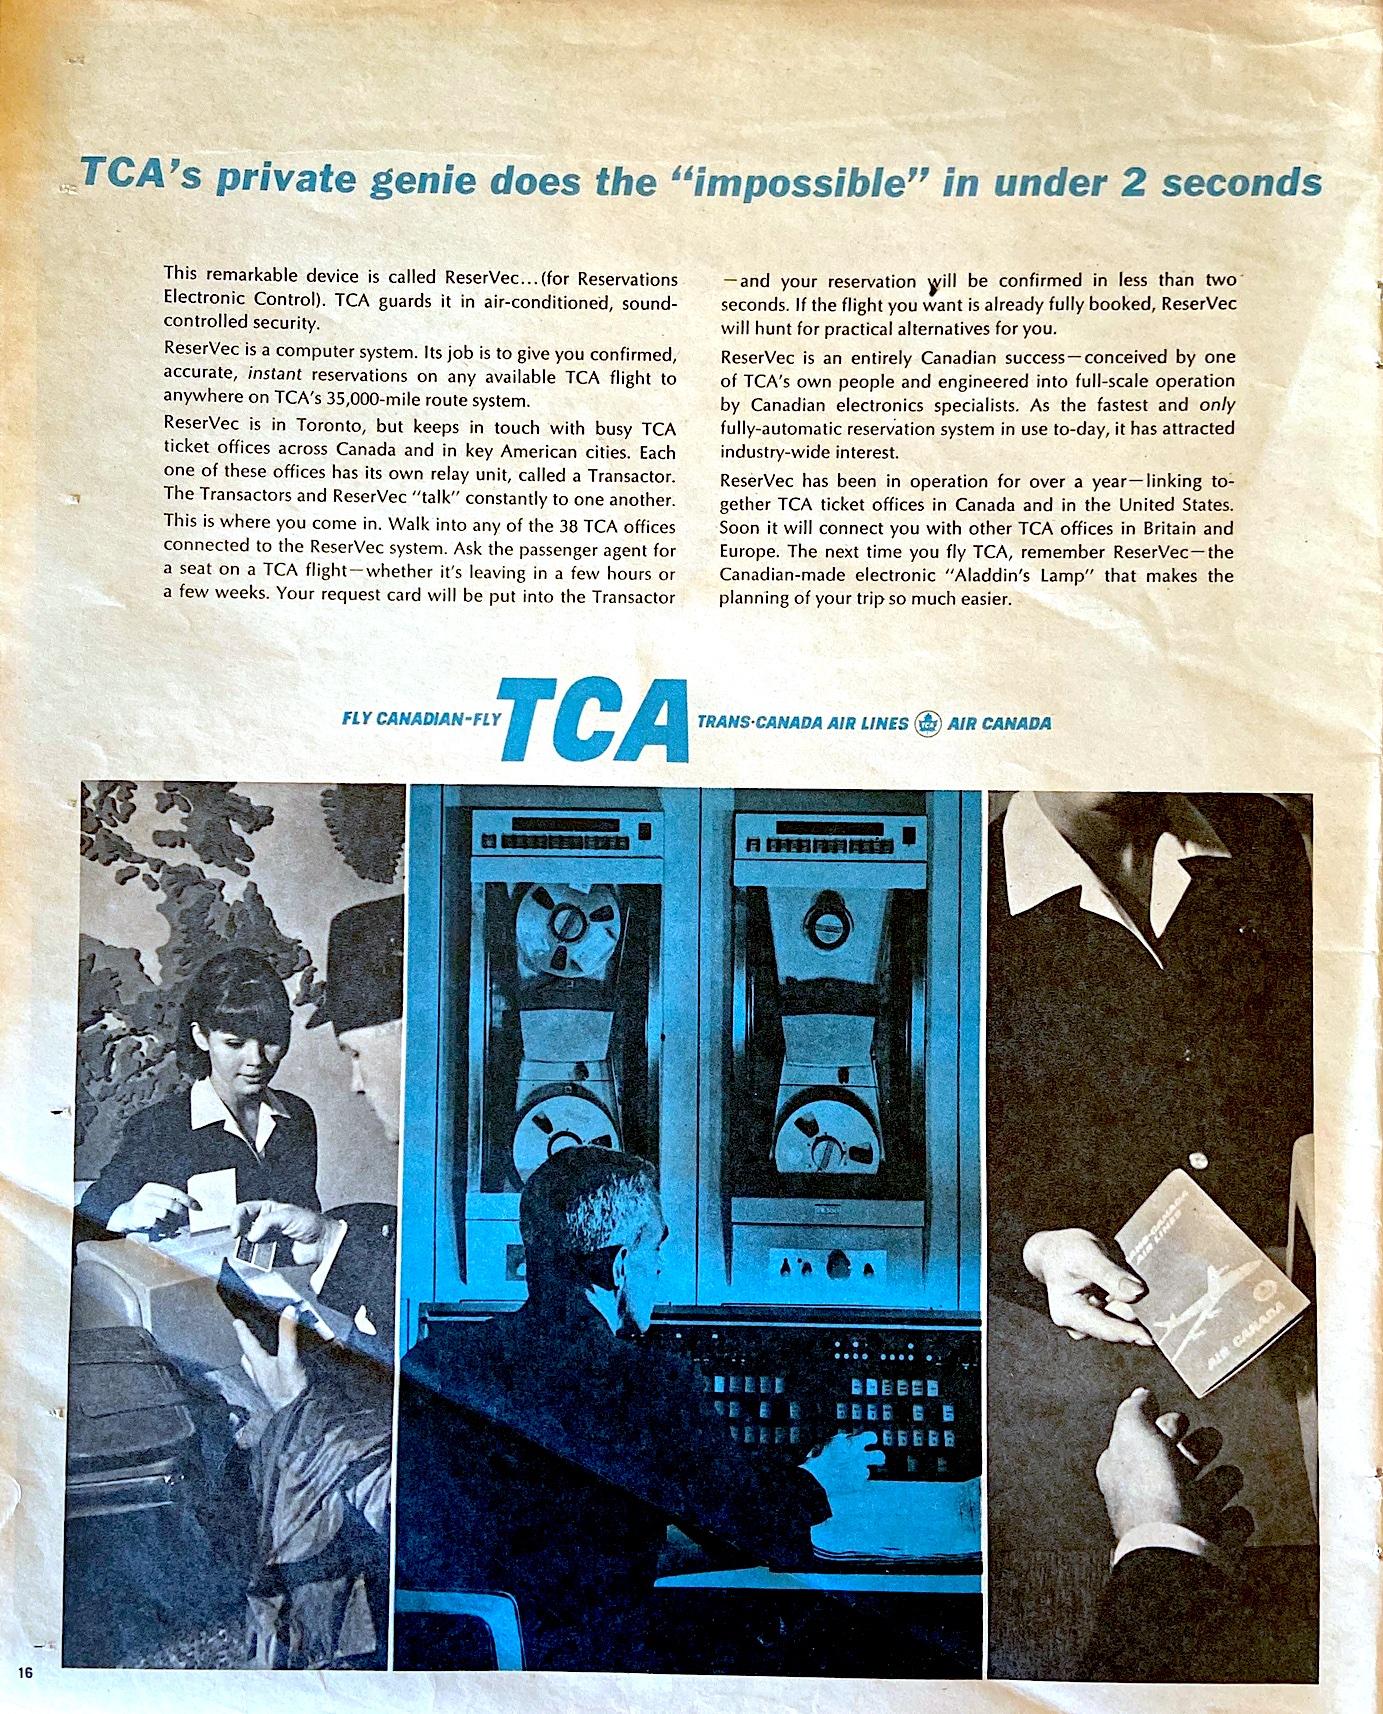 TCA's private genie does the “impossible” in under 2 seconds
This remarkable device is called ReserVec...(for Reservations
Electronic Control). TCA guards it in air-conditioned, sound-
controlled security.
ReserVec is a computer system. Its job is to give you confirmed,
accurate, instant reservations on any available TCA flight to
anywhere on TCA's 35,000-mile route system.
ReserVec is in Toronto, but keeps in touch with busy TCA
ticket offices across Canada and in key American cities. Each
one of these offices has its own relay unit, called a Transactor.
The Transactors and ReserVec “talk” constantly to one another.
This is where you come in. Walk into any of the 38 TCA offices
connected to the ReserVec system. Ask the passenger agent for
a seat on a TCA flight—whether it's leaving in a few hours or
a few weeks. Your request card will be put into the Transactor
—and your reservation will be confirmed in less than two
seconds. If the flight you want is already fully booked, ReserVec
will hunt for practical alternatives for you.
ReserVec is an entirely Canadian success—conceived by one
of TCA's own people and engineered into full-scale operation
by Canadian electronics specialists. As the fastest and only
fully-automatic reservation system in use to-day, it has attracted
industry-wide interest.
ReserVec has been in operation for over a year—linking to-
gether TCA ticket offices in Canada and in the United States.
Soon it will connect you with other TCA offices in Britain and
Europe. The next time you fly TCA, remember ReserVec—the
Canadian-made electronic “Aladdin's Lamp” that makes the
planning of your trip so much easier.
FLY CANADIAN-FLY TCA TRANS-CANADA AIR LINES TCA AIR CANADA
TRANS-CANADA
AIR LINES
AIR CANADA
16